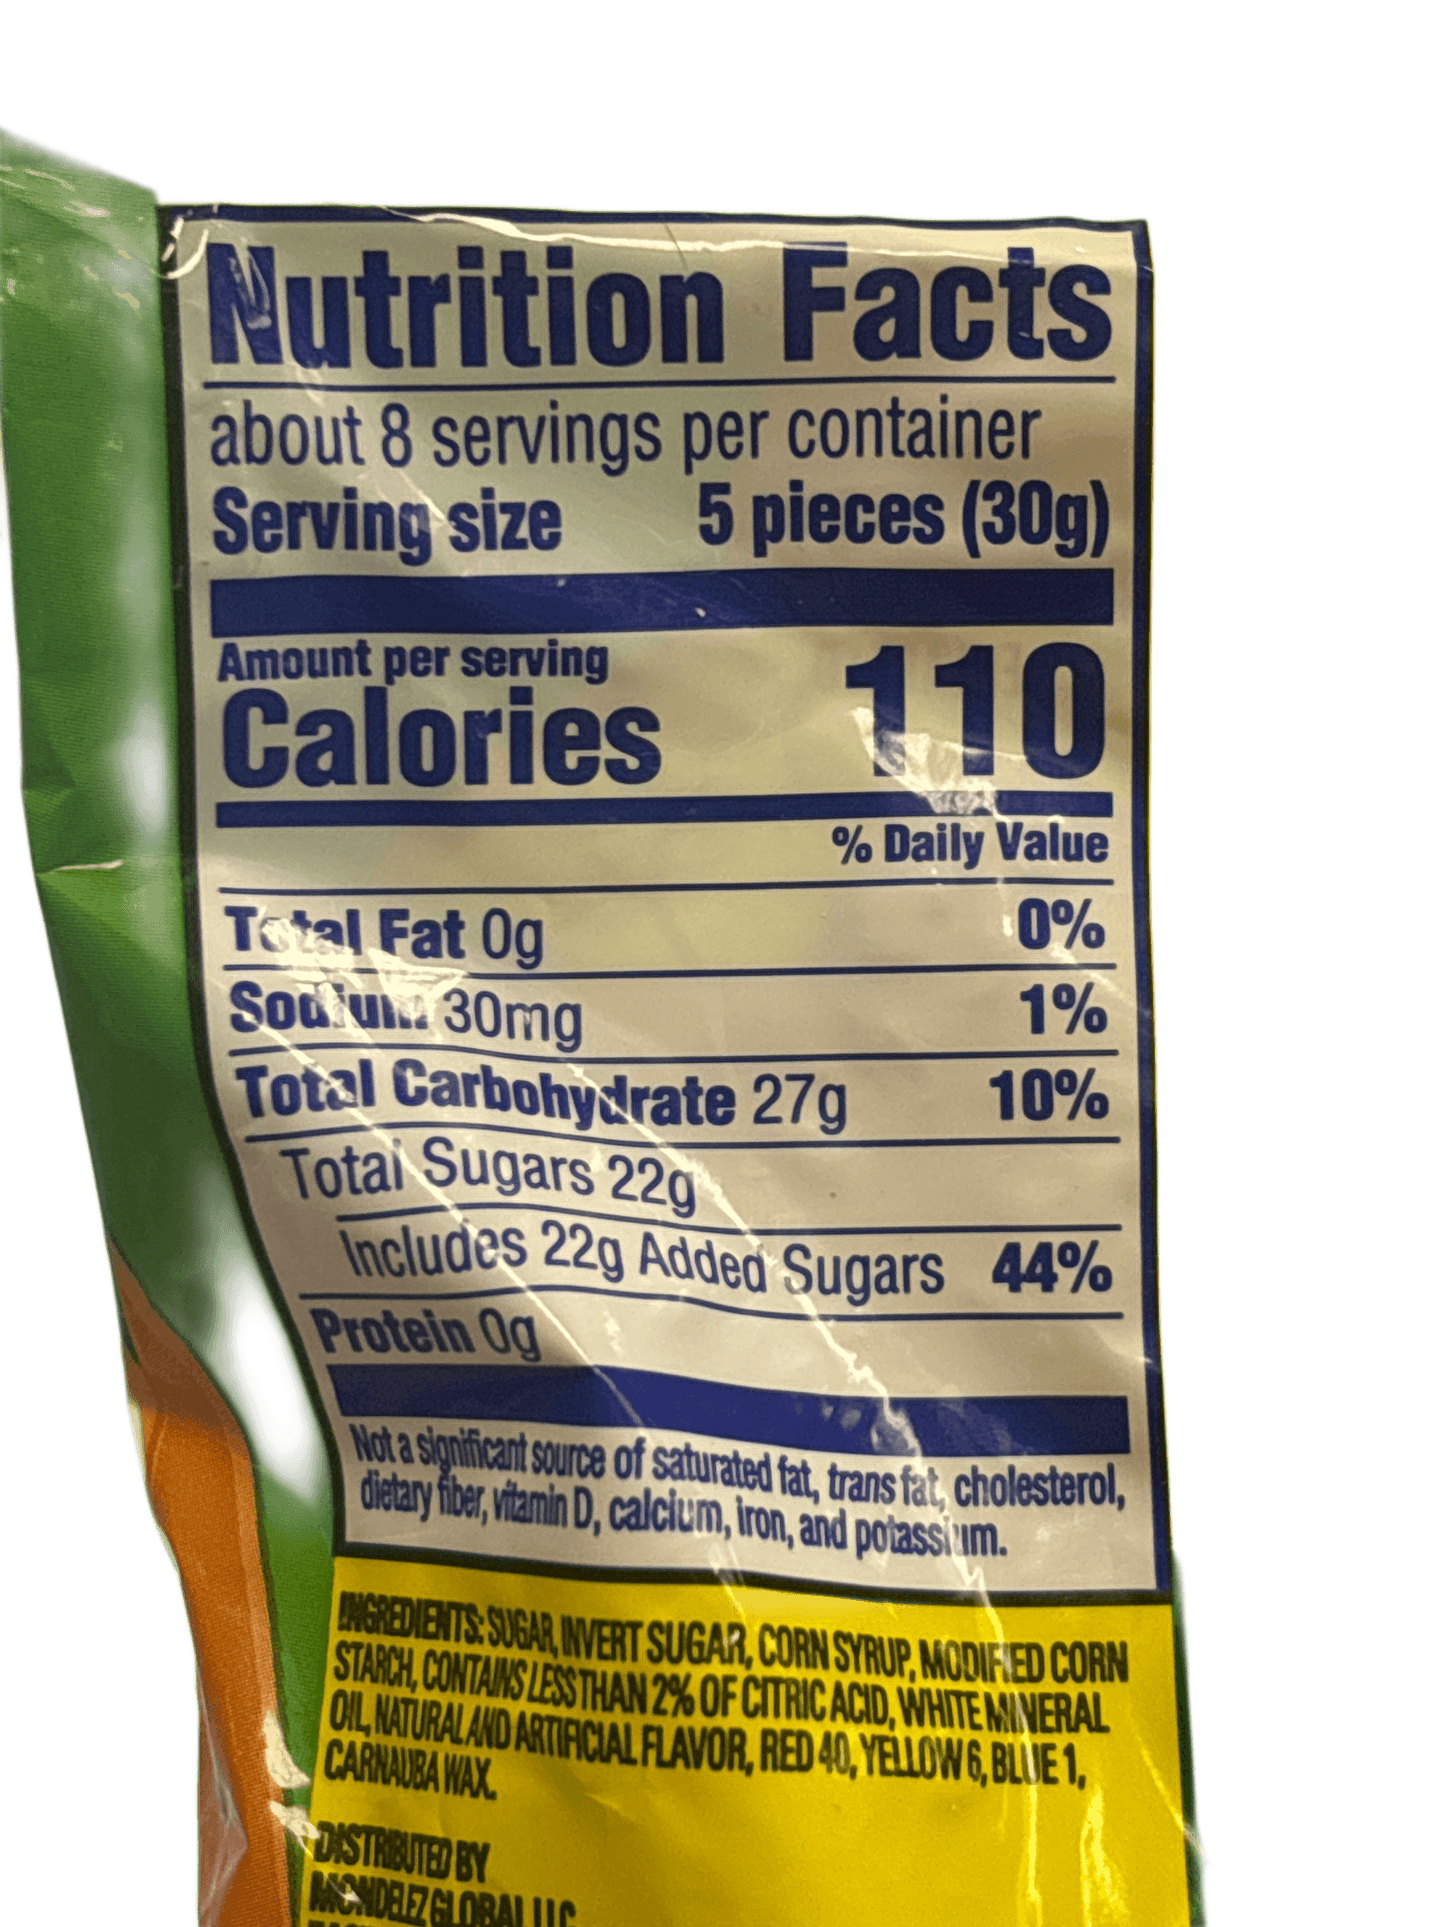 Nutrition Facts
about 8 servings per container
Serving size 5 pieces (30g)
Amount per serving
Calories 110
% Daily Value
Total Fat 0g 0%
Sodium 30mg 1%
Total Carbohydrate 27g 10%
Total Sugars 22g
Includes 22g Added Sugars 44%
Protein 0g
Not a significant source of saturated fat, trans fat, cholesterol,
dietary fiber, vitamin D, calcium, iron, and potassium.
INGREDIENTS: SUGAR, INVERT SUGAR, CORN SYRUP, MODIFIED CORN
STARCH, CONTAINS LESS THAN 2% OF CITRIC ACID, WHITE MINERAL
OIL, NATURAL AND ARTIFICIAL FLAVOR, RED 40, YELLOW 6, BLUE 1,
CARNAUBA WAX.
DISTRIBUTED BY
MONDELEZ GLOBAL LLC